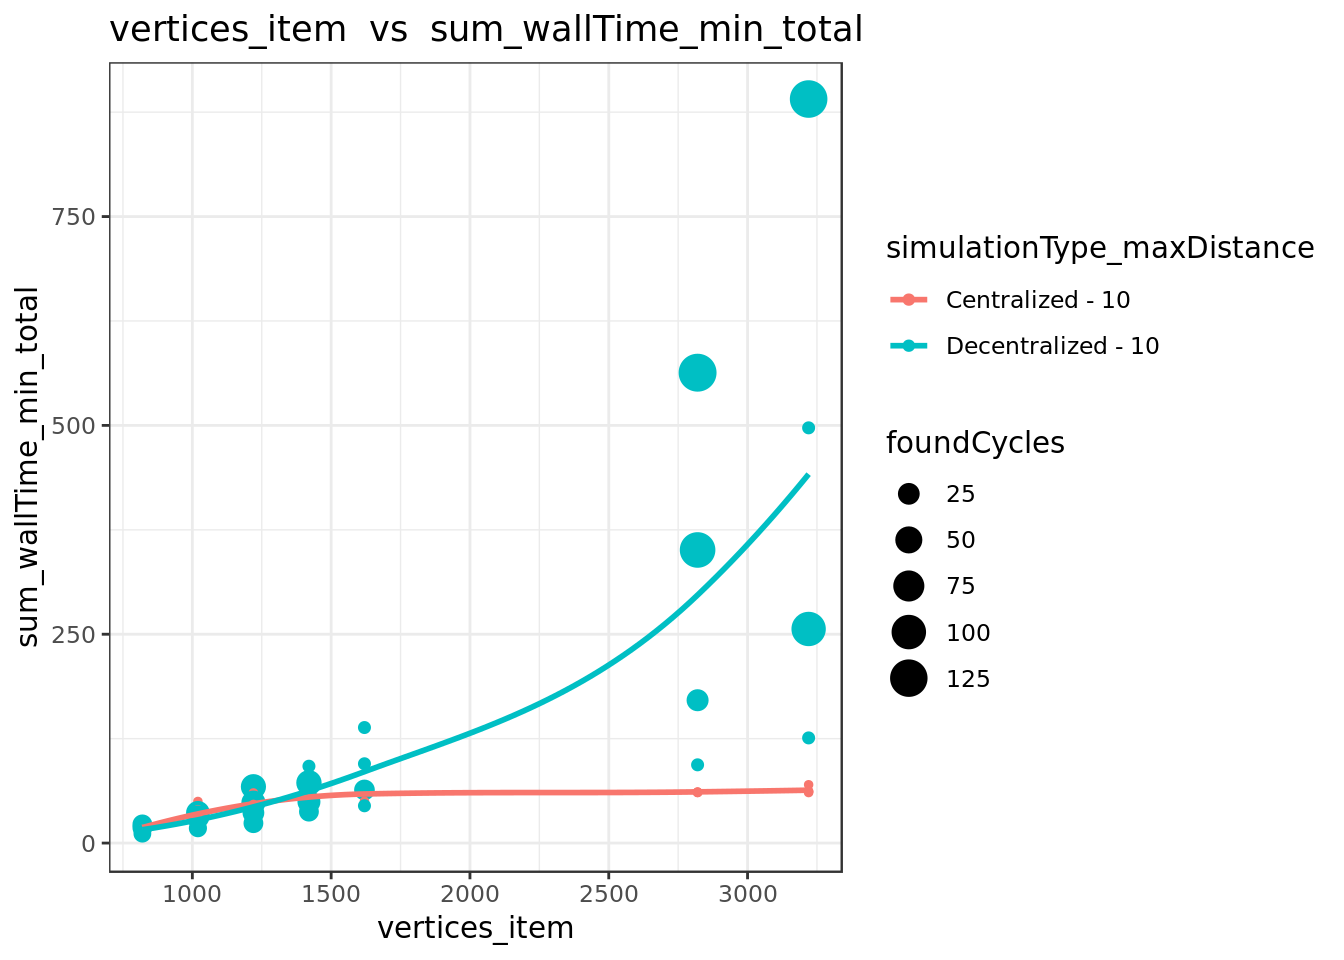 vertices_item  vs  sum_wallTime_min_total
sum_wallTime_min_total
750
500
250
0
1000
1500
2000
2500
3000
vertices_item
simulationType_maxDistance
Centralized - 10
Decentralized - 10
foundCycles
25
50
75
100
125